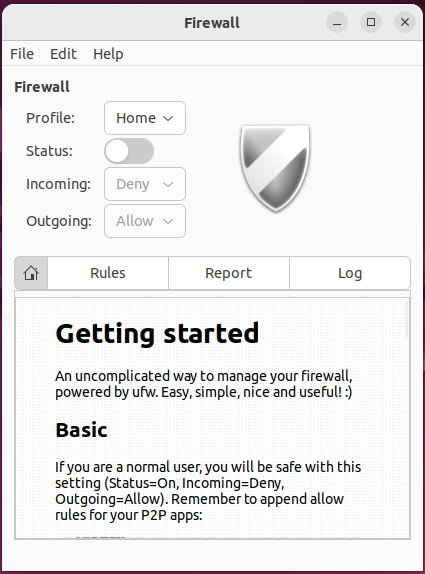 Firewall
File Edit Help
Firewall
Profile: Home
Status:
Incoming: Deny
Outgoing: Allow
Rules Report Log
Getting started
An uncomplicated way to manage your firewall,
powered by ufw. Easy, simple, nice and useful! :)
Basic
If you are a normal user, you will be safe with this
setting (Status=On, Incoming=Deny,
Outgoing=Allow). Remember to append allow
rules for your P2P apps: